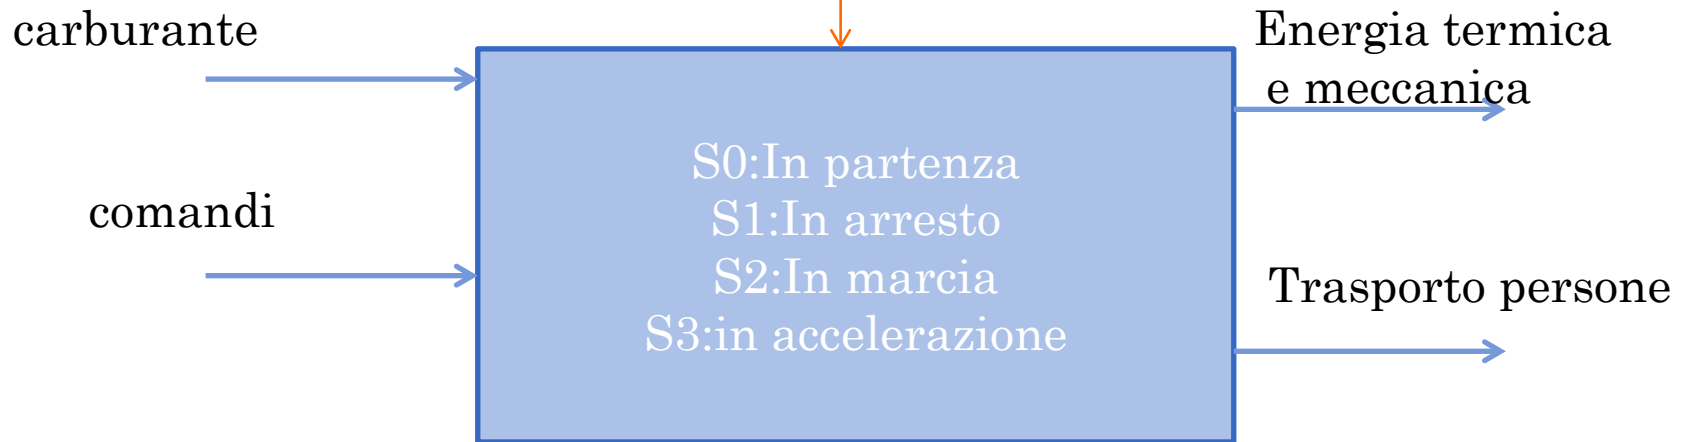 carburante
comandi
S0:In partenza
S1:In arresto
S2:In marcia
S3:in accelerazione
Energia termica
e meccanica
Trasporto persone